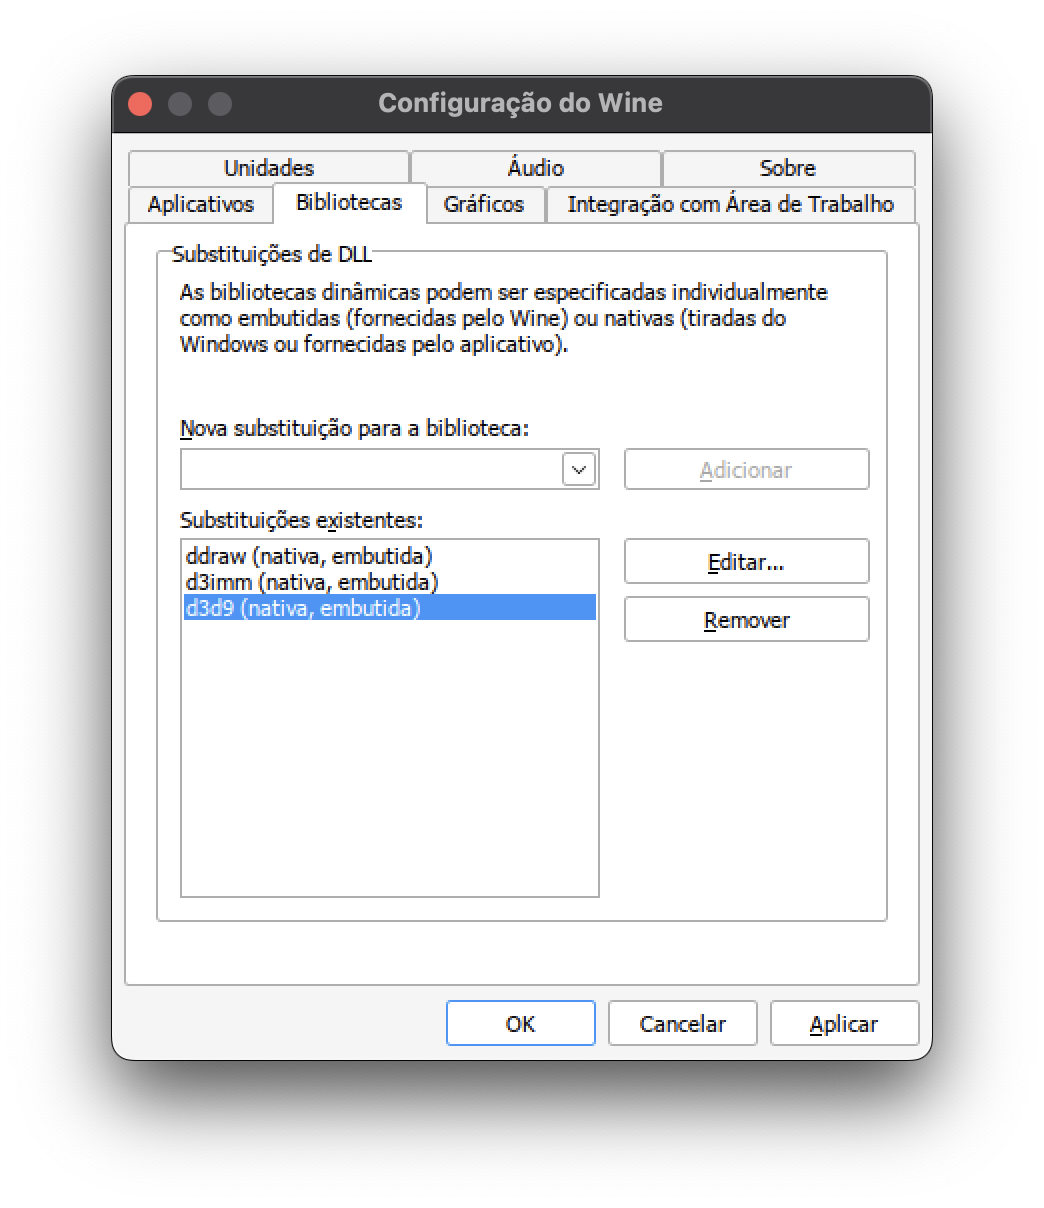 Configuração do Wine
Unidades
Áudio
Sobre
Aplicativos
Bibliotecas
Gráficos
Integração com Área de Trabalho
Substituições de DLL
As bibliotecas dinâmicas podem ser especificadas individualmente
como embutidas (fornecidas pelo Wine) ou nativas (tiradas do
Windows ou fornecidas pelo aplicativo).
Nova substituição para a biblioteca:
Adicionar
Substituições existentes:
ddraw (nativa, embutida)
d3imm (nativa, embutida)
d3d9 (nativa, embutida)
Editar...
Remover
OK
Cancelar
Aplicar